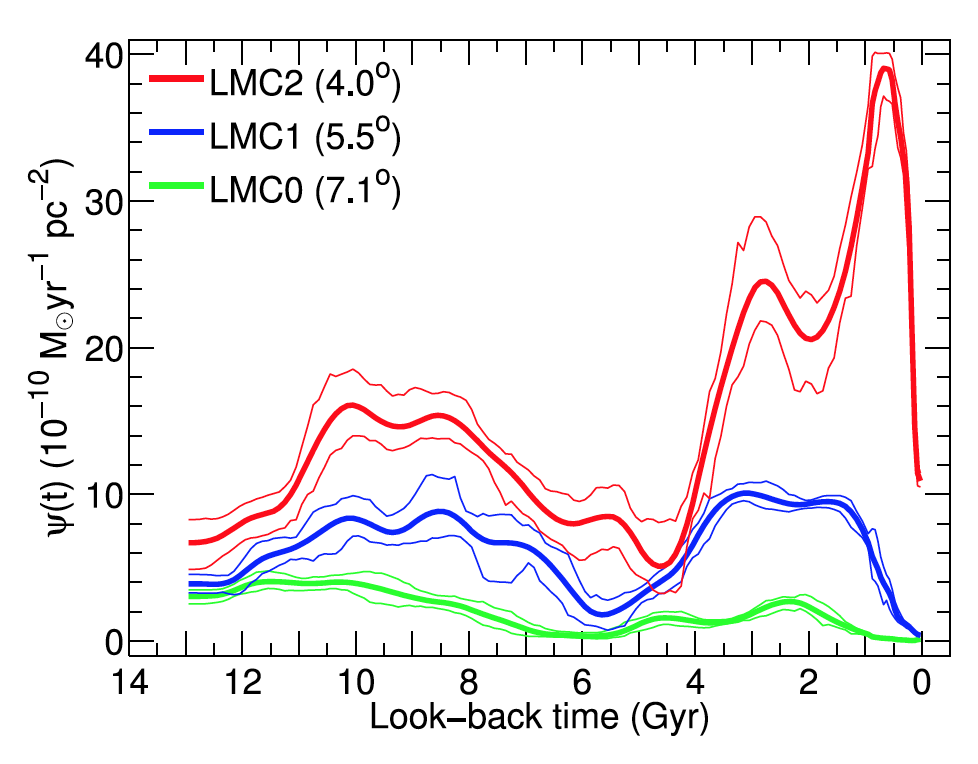 40
30
20
10
0
LMC2 (4.0°)
LMC1 (5.5°)
LMC0 (7.1°)
ψ(t) (10⁻¹⁰ M☉yr⁻¹ pc⁻²)
14 12 10 8 6 4 2 0
Look−back time (Gyr)